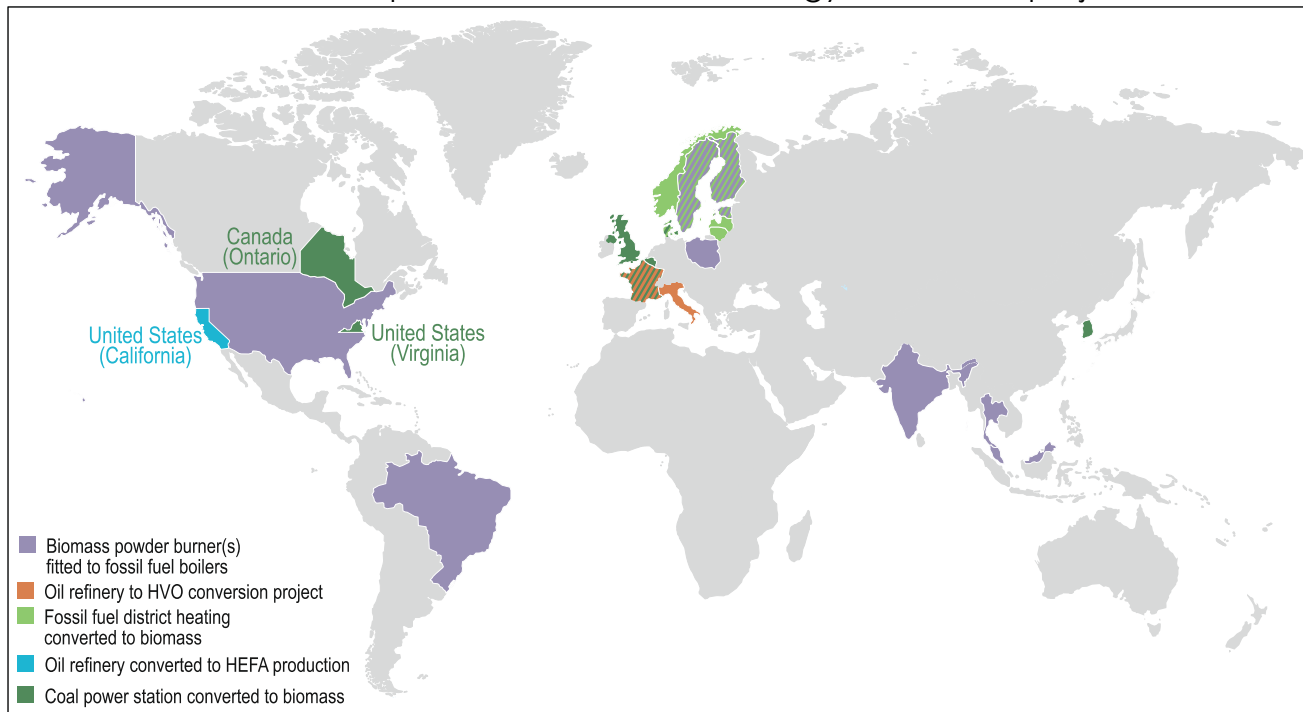 Canada
(Ontario)
United States
(California)
United States
(Virginia)
Biomass powder burner(s)
fitted to fossil fuel boilers
Oil refinery to HVO conversion project
Fossil fuel district heating
converted to biomass
Oil refinery converted to HEFA production
Coal power station converted to biomass